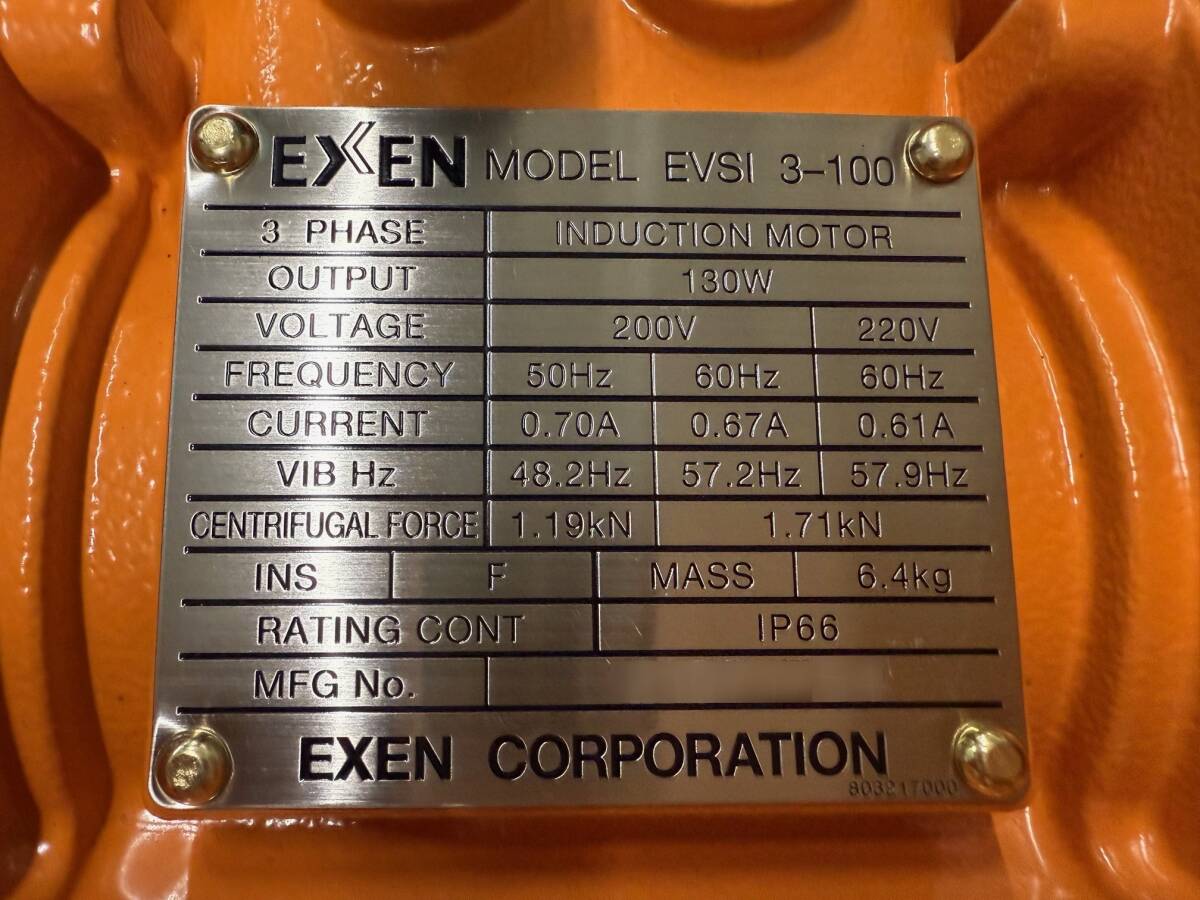 EXEN MODEL EVSI 3-100
3 PHASE INDUCTION MOTOR
OUTPUT 130W
VOLTAGE 200V 220V
FREQUENCY 50Hz 60Hz 60Hz
CURRENT 0.70A 0.67A 0.61A
VIB Hz 48.2Hz 57.2Hz 57.9Hz
CENTRIFUGAL FORCE 1.19kN 1.71kN
INS F MASS 6.4kg
RATING CONT IP66
MFG No.
EXEN CORPORATION
803217000